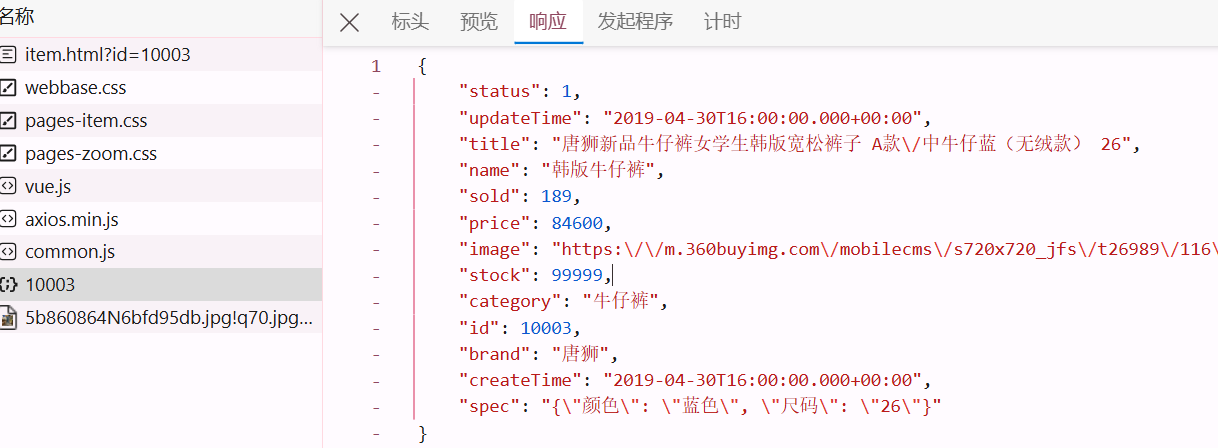 名称
item.html?id=10003
webbase.css
pages-item.css
pages-zoom.css
vue.js
axios.min.js
common.js
10003
5b860864N6bfd95db.jpg!q70.jpg...
标头 预览 响应 发起程序 计时
1 {
- "status": 1,
- "updateTime": "2019-04-30T16:00:00.000+00:00",
- "title": "唐狮新品牛仔裤女学生韩版宽松裤子 A款\/中牛仔蓝（无绒款） 26",
- "name": "韩版牛仔裤",
- "sold": 189,
- "price": 84600,
- "image": "https:\/\/m.360buyimg.com\/mobilecms\/s720x720_jfs\/t26989\/116\
- "stock": 99999,
- "category": "牛仔裤",
- "id": 10003,
- "brand": "唐狮",
- "createTime": "2019-04-30T16:00:00.000+00:00",
- "spec": "{\"颜色\": \"蓝色\", \"尺码\": \"26\"}"
- }